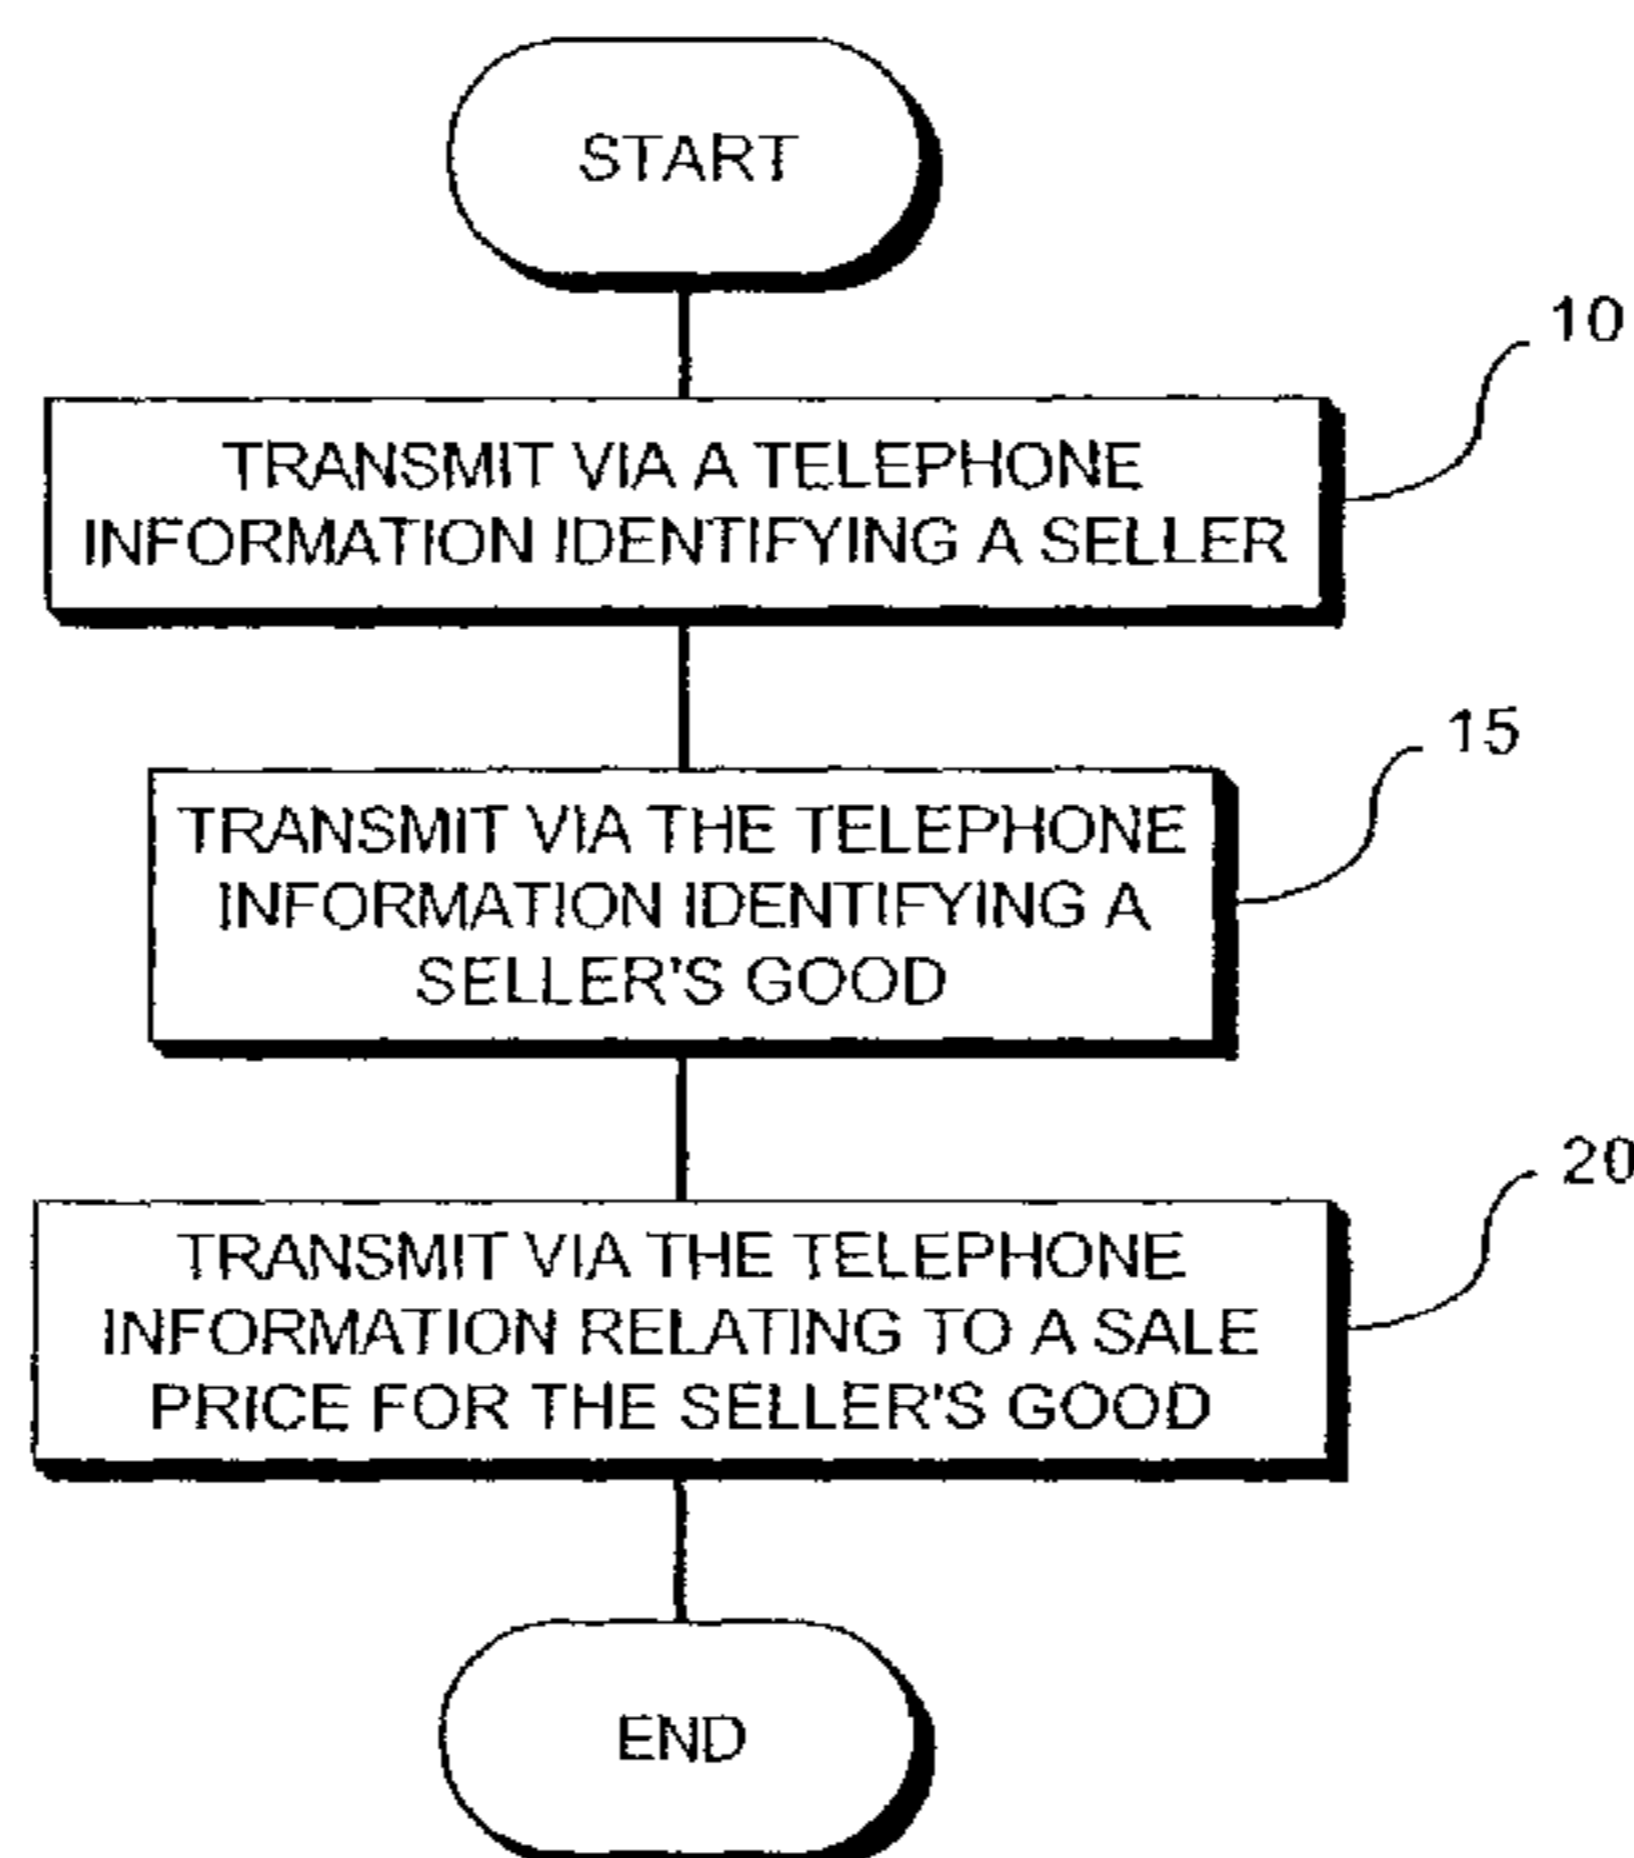 START
10
TRANSMIT VIA A TELEPHONE
INFORMATION IDENTIFYING A SELLER
15
TRANSMIT VIA THE TELEPHONE
INFORMATION IDENTIFYING A
SELLER'S GOOD
20
TRANSMIT VIA THE TELEPHONE
INFORMATION RELATING TO A SALE
PRICE FOR THE SELLER'S GOOD
END